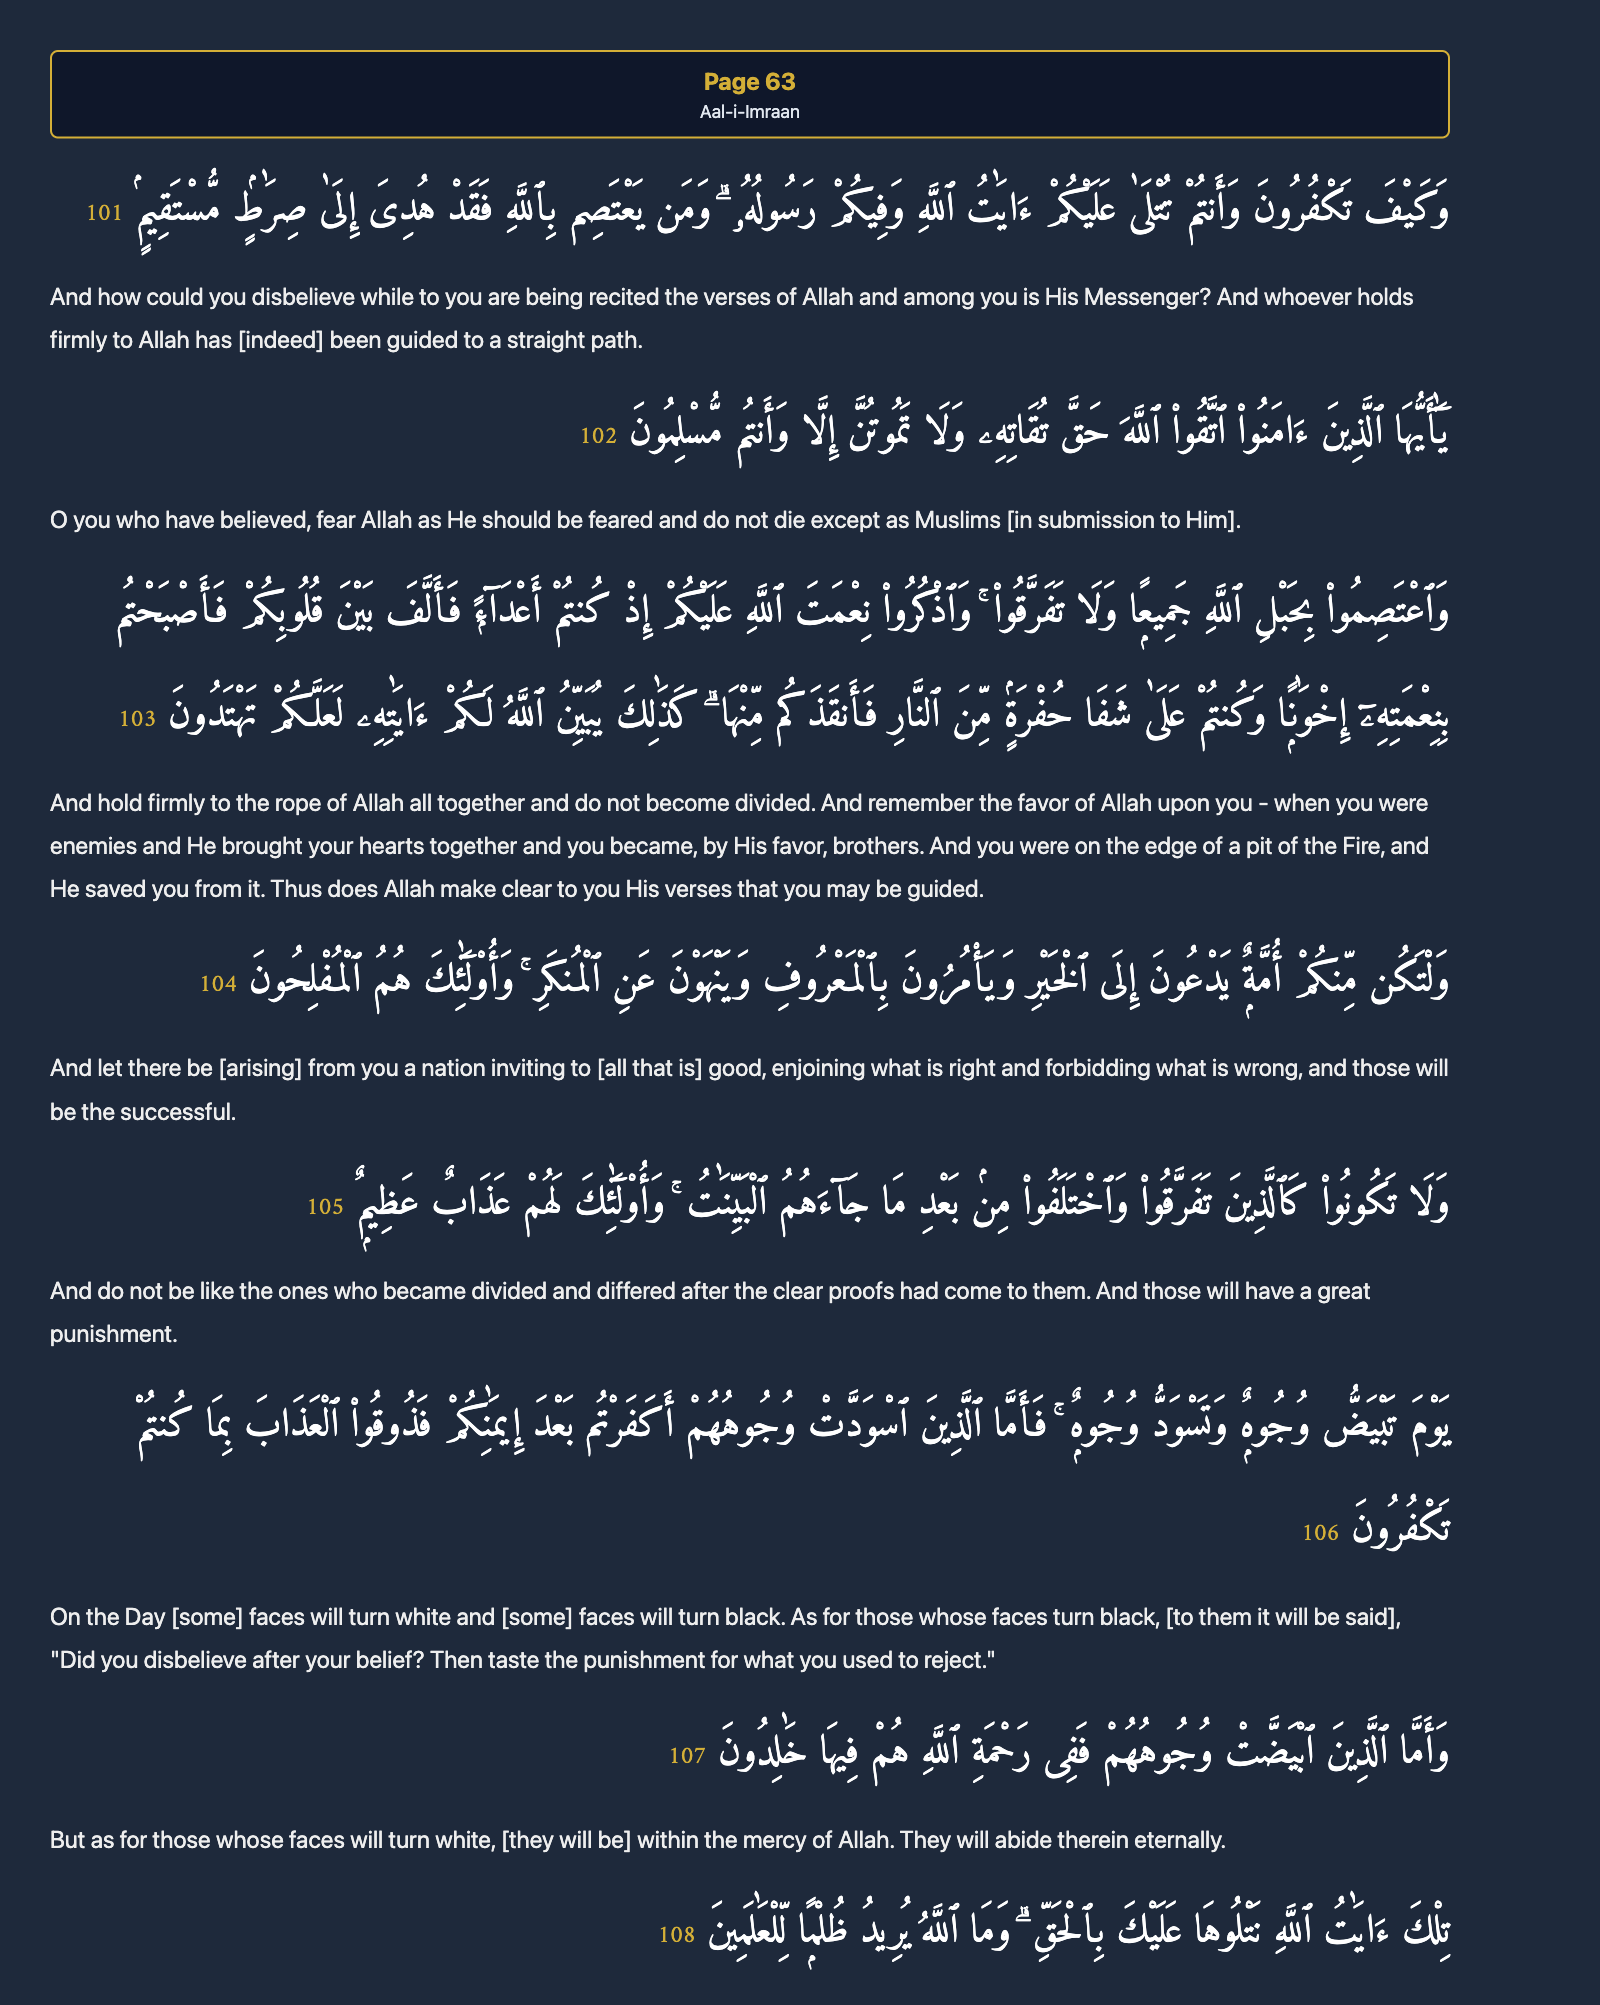 Page 63
Aal-i-Imraan
وَكَيْفَ تَكْفُرُونَ وَأَنتُمْ تُتْلَىٰ عَلَيْكُمْ ءَايَـٰتُ ٱللَّهِ وَفِيكُمْ رَسُولُهُۥ ۗ وَمَن يَعْتَصِم بِٱللَّهِ فَقَدْ هُدِىَ إِلَىٰ صِرَٰطٍۢ مُّسْتَقِيمٍۢ 101
And how could you disbelieve while to you are being recited the verses of Allah and among you is His Messenger? And whoever holds
firmly to Allah has [indeed] been guided to a straight path.
يَـٰٓأَيُّهَا ٱلَّذِينَ ءَامَنُوا۟ ٱتَّقُوا۟ ٱللَّهَ حَقَّ تُقَاتِهِۦ وَلَا تَمُوتُنَّ إِلَّا وَأَنتُم مُّسْلِمُونَ 102
O you who have believed, fear Allah as He should be feared and do not die except as Muslims [in submission to Him].
وَٱعْتَصِمُوا۟ بِحَبْلِ ٱللَّهِ جَمِيعًۭا وَلَا تَفَرَّقُوا۟ ۚ وَٱذْكُرُوا۟ نِعْمَتَ ٱللَّهِ عَلَيْكُمْ إِذْ كُنتُمْ أَعْدَآءًۭ فَأَلَّفَ بَيْنَ قُلُوبِكُمْ فَأَصْبَحْتُم
بِنِعْمَتِهِۦٓ إِخْوَٰنًۭا وَكُنتُمْ عَلَىٰ شَفَا حُفْرَةٍۢ مِّنَ ٱلنَّارِ فَأَنقَذَكُم مِّنْهَا ۗ كَذَٰلِكَ يُبَيِّنُ ٱللَّهُ لَكُمْ ءَايَـٰتِهِۦ لَعَلَّكُمْ تَهْتَدُونَ 103
And hold firmly to the rope of Allah all together and do not become divided. And remember the favor of Allah upon you - when you were
enemies and He brought your hearts together and you became, by His favor, brothers. And you were on the edge of a pit of the Fire, and
He saved you from it. Thus does Allah make clear to you His verses that you may be guided.
وَلْتَكُن مِّنكُمْ أُمَّةٌۭ يَدْعُونَ إِلَى ٱلْخَيْرِ وَيَأْمُرُونَ بِٱلْمَعْرُوفِ وَيَنْهَوْنَ عَنِ ٱلْمُنكَرِ ۚ وَأُو۟لَـٰٓئِكَ هُمُ ٱلْمُفْلِحُونَ 104
And let there be [arising] from you a nation inviting to [all that is] good, enjoining what is right and forbidding what is wrong, and those will
be the successful.
وَلَا تَكُونُوا۟ كَٱلَّذِينَ تَفَرَّقُوا۟ وَٱخْتَلَفُوا۟ مِنۢ بَعْدِ مَا جَآءَهُمُ ٱلْبَيِّنَـٰتُ ۚ وَأُو۟لَـٰٓئِكَ لَهُمْ عَذَابٌ عَظِيمٌۭ 105
And do not be like the ones who became divided and differed after the clear proofs had come to them. And those will have a great
punishment.
يَوْمَ تَبْيَضُّ وُجُوهٌۭ وَتَسْوَدُّ وُجُوهٌۭ ۚ فَأَمَّا ٱلَّذِينَ ٱسْوَدَّتْ وُجُوهُهُمْ أَكَفَرْتُم بَعْدَ إِيمَـٰنِكُمْ فَذُوقُوا۟ ٱلْعَذَابَ بِمَا كُنتُمْ
تَكْفُرُونَ 106
On the Day [some] faces will turn white and [some] faces will turn black. As for those whose faces turn black, [to them it will be said],
"Did you disbelieve after your belief? Then taste the punishment for what you used to reject."
وَأَمَّا ٱلَّذِينَ ٱبْيَضَّتْ وُجُوهُهُمْ فَفِى رَحْمَةِ ٱللَّهِ هُمْ فِيهَا خَـٰلِدُونَ 107
But as for those whose faces will turn white, [they will be] within the mercy of Allah. They will abide therein eternally.
تِلْكَ ءَايَـٰتُ ٱللَّهِ نَتْلُوهَا عَلَيْكَ بِٱلْحَقِّ ۗ وَمَا ٱللَّهُ يُرِيدُ ظُلْمًۭا لِّلْعَـٰلَمِينَ 108